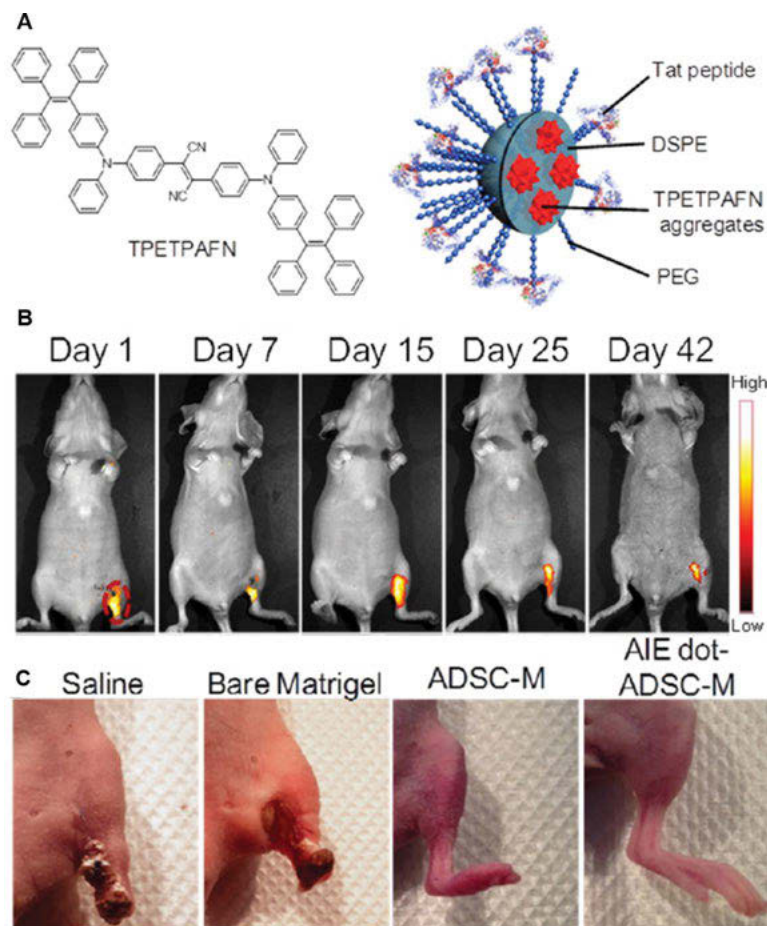 A
CN
NC
N
N
TPETPAFN
Tat peptide
DSPE
TPETPAFN
aggregates
PEG
B
Day 1
Day 7
Day 15
Day 25
Day 42
High
Low
C
Saline
Bare Matrigel
ADSC-M
AIE dot-
ADSC-M